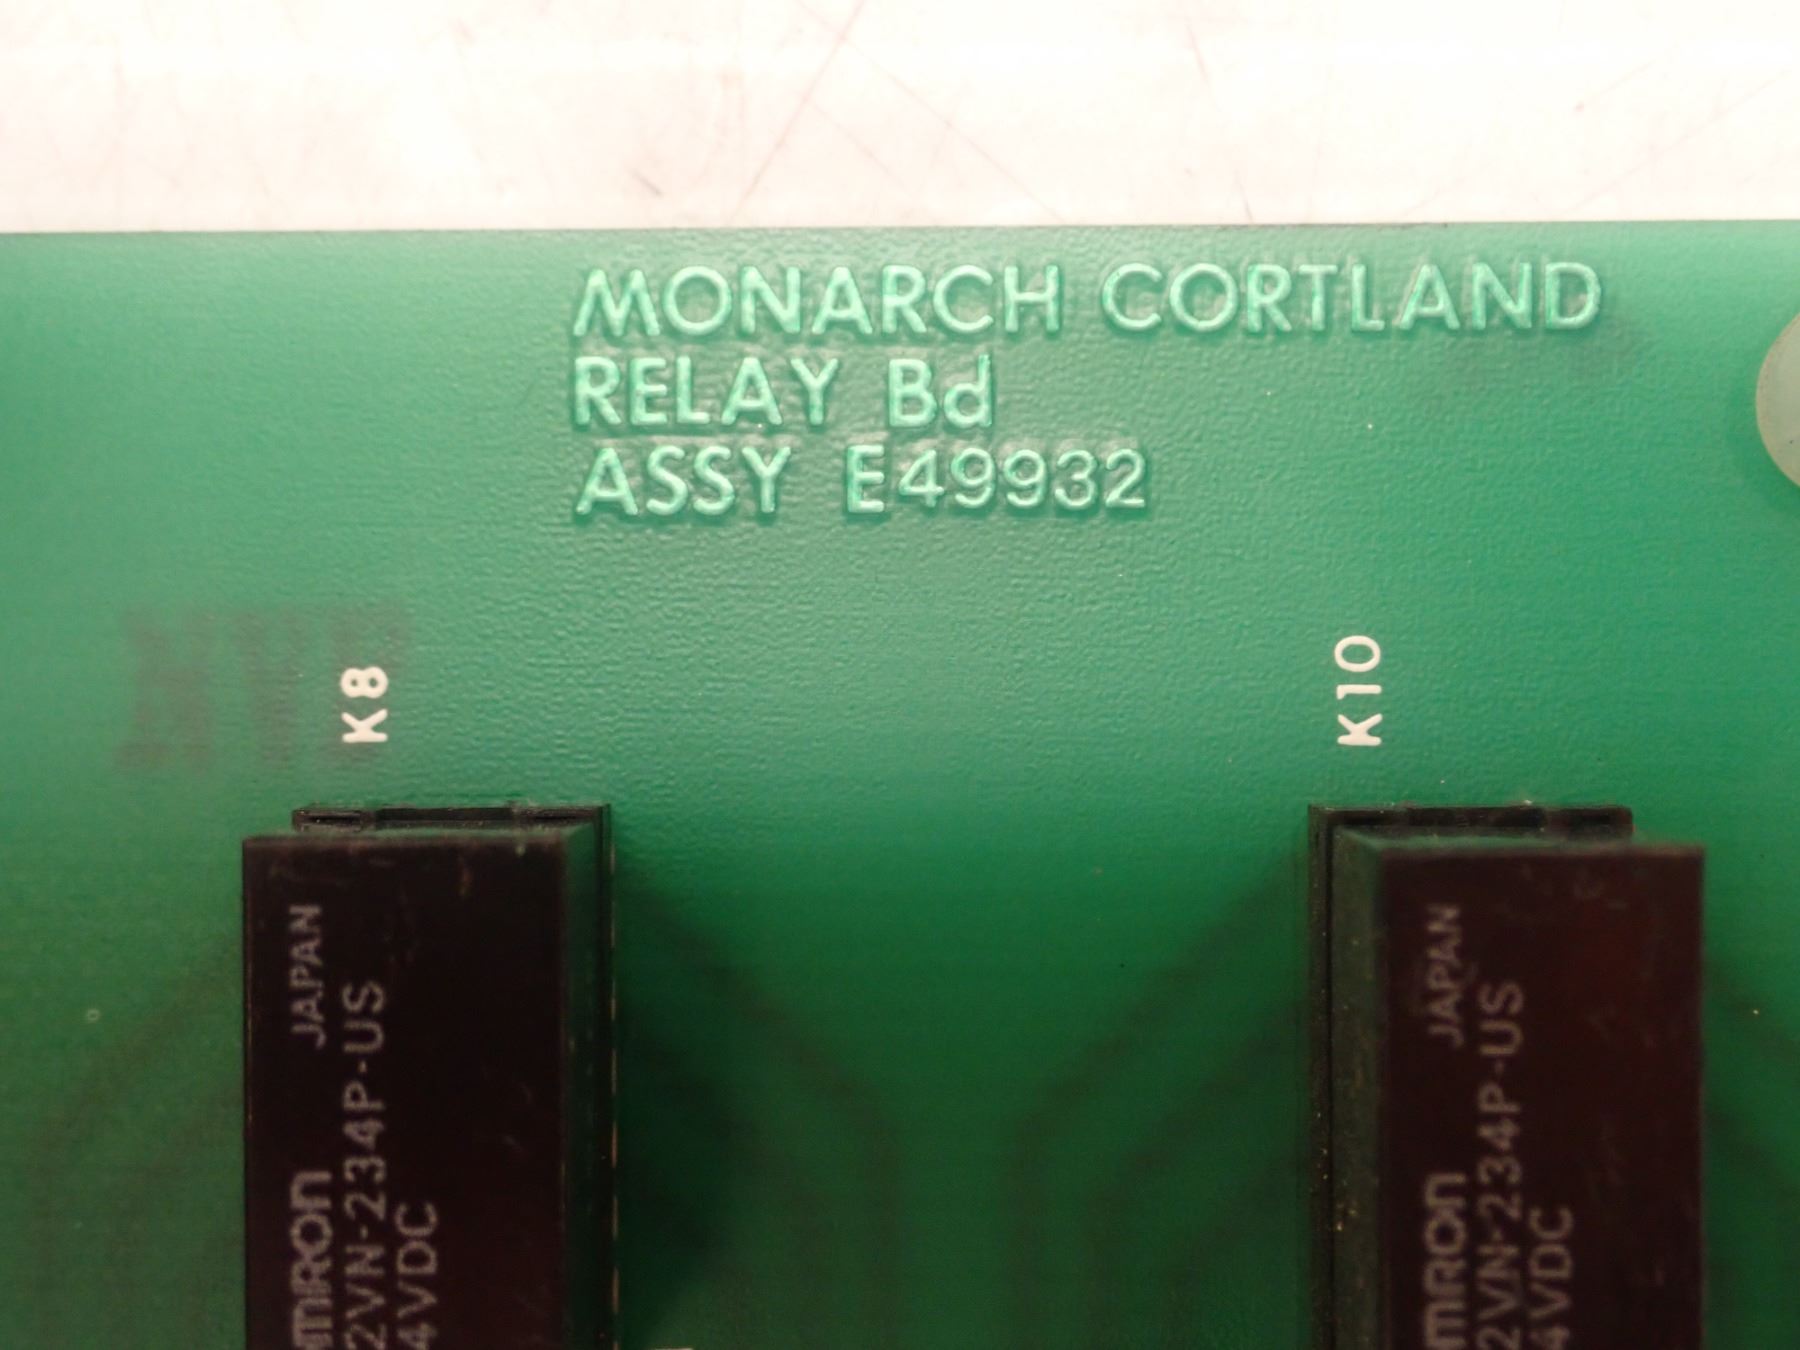 MONARCH CORTLAND
RELAY Bd
ASSY E49932
K8
K10
JAPAN
2VN-234P-US
4VDC
JAPAN
2VN-234P-US
4VDC